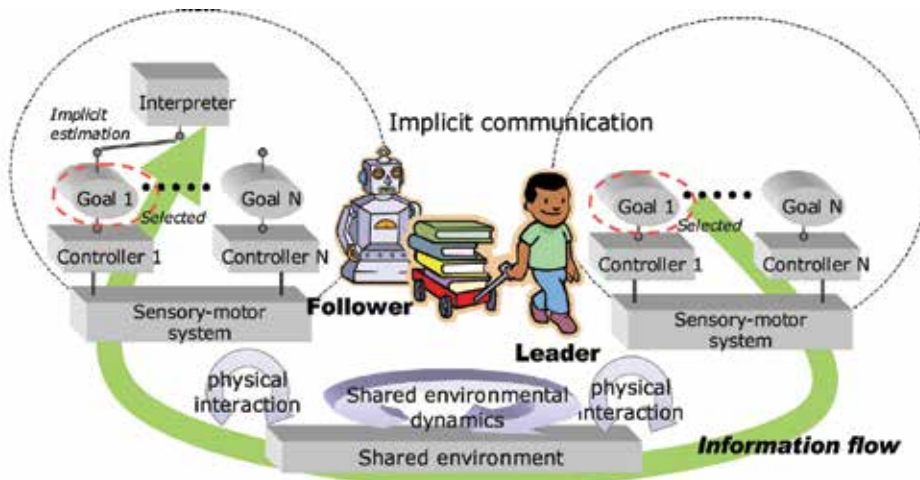 Interpreter
Implicit
estimation
Implicit communication
Goal 1
Goal N
Selected
Controller 1
Controller N
Sensory-motor
system
Follower
Leader
Goal 1
Goal N
Selected
Controller 1
Controller N
Sensory-motor
system
physical
interaction
Shared environmental
dynamics
physical
interaction
Shared environment
Information flow